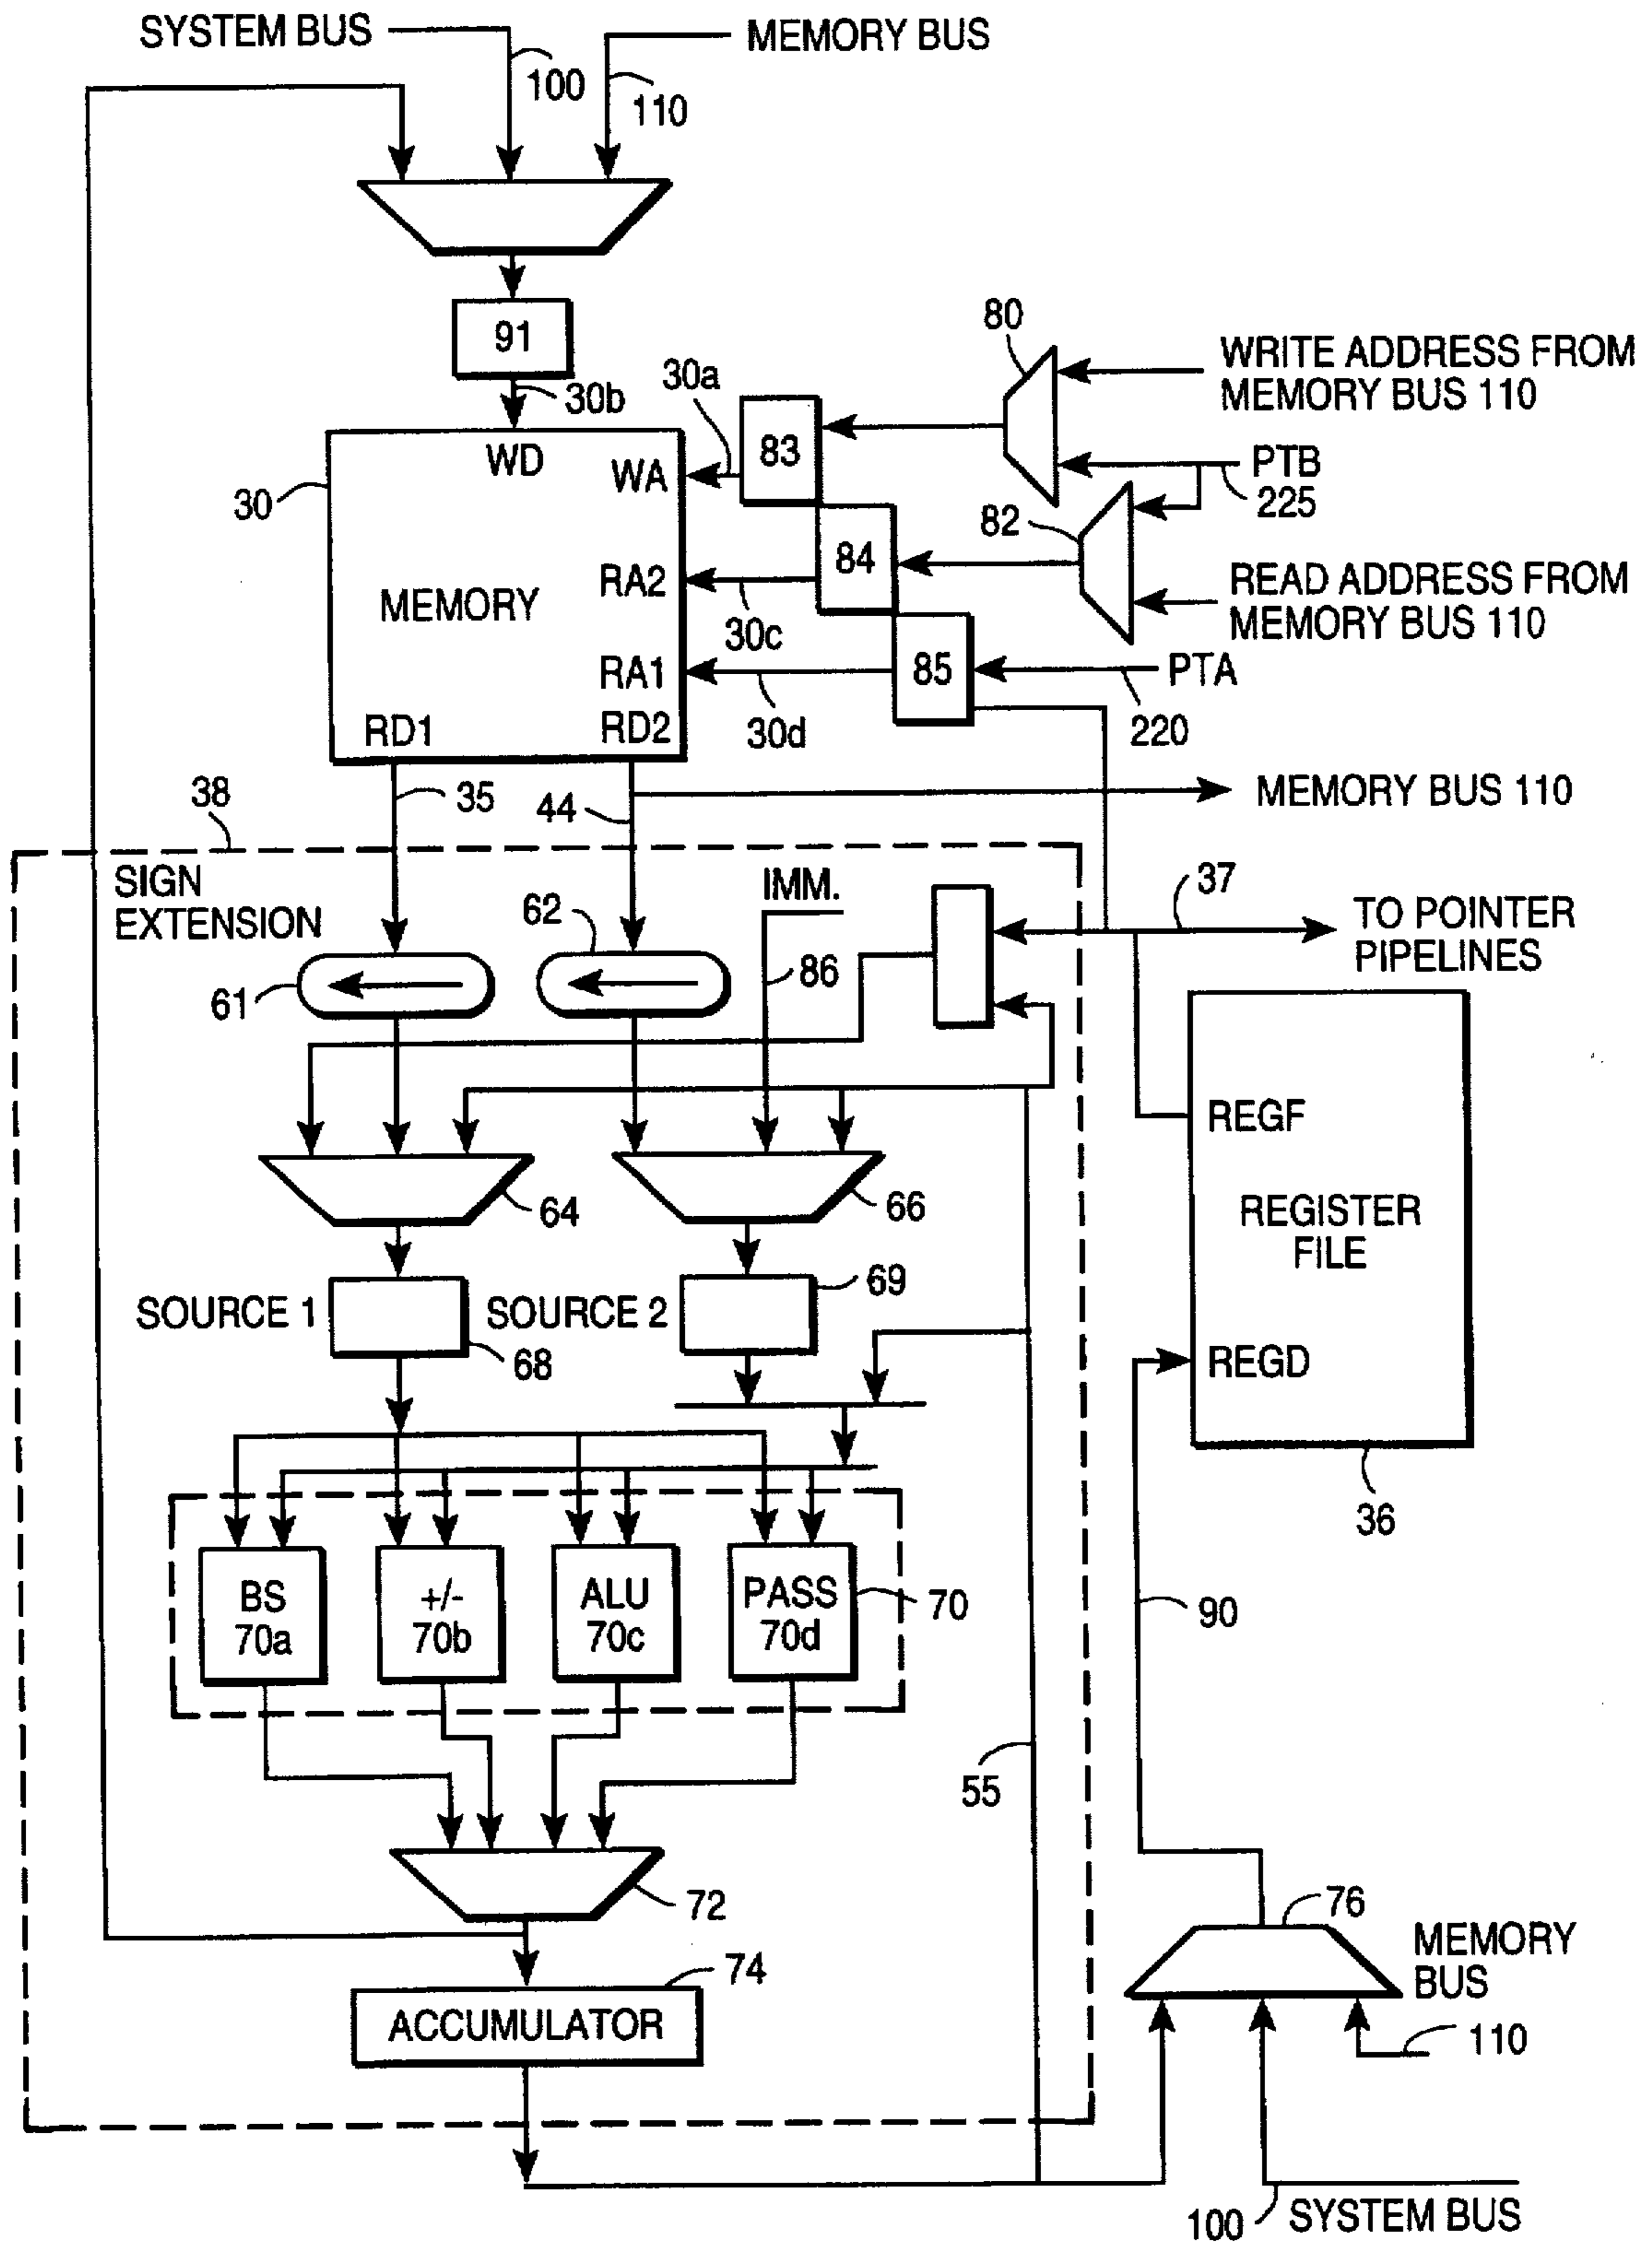 SYSTEM BUS
MEMORY BUS
100
110
91
30b
30a
80
WRITE ADDRESS FROM
MEMORY BUS 110
83
WD
WA
30
PTB
225
82
84
RA2
MEMORY
30c
READ ADDRESS FROM
MEMORY BUS 110
RA1
85
PTA
RD1
RD2
30d
220
38
35
44
MEMORY BUS 110
SIGN
EXTENSION
IMM.
37
62
TO POINTER
PIPELINES
86
61
REGF
64
66
REGISTER
FILE
69
SOURCE 1
SOURCE 2
68
REGD
36
BS
70a
+/-
70b
ALU
70c
PASS
70d
70
90
55
72
76
MEMORY
BUS
74
ACCUMULATOR
110
100
SYSTEM BUS